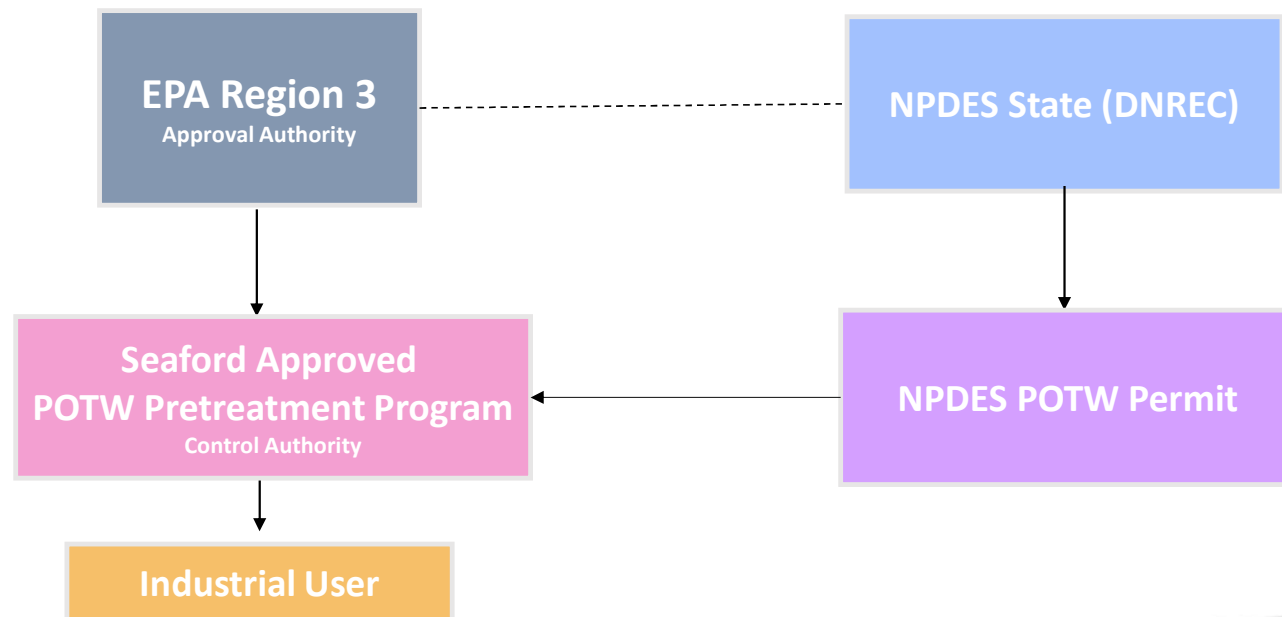 EPA Region 3
Approval Authority
NPDES State (DNREC)
Seaford Approved
POTW Pretreatment Program
Control Authority
NPDES POTW Permit
Industrial User